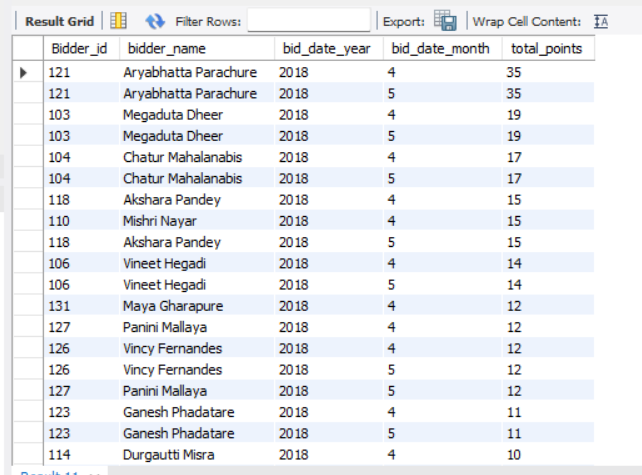 Result Grid Filter Rows: Export: Wrap Cell Content:
Bidder_id bidder_name bid_date_year bid_date_month total_points
121 Aryabhatta Parachure 2018 4 35
121 Aryabhatta Parachure 2018 5 35
103 Megaduta Dheer 2018 4 19
103 Megaduta Dheer 2018 5 19
104 Chatur Mahalanabis 2018 4 17
104 Chatur Mahalanabis 2018 5 17
118 Akshara Pandey 2018 4 15
110 Mishri Nayar 2018 4 15
118 Akshara Pandey 2018 5 15
106 Vineet Hegadi 2018 4 14
106 Vineet Hegadi 2018 5 14
131 Maya Gharapure 2018 4 12
127 Panini Mallaya 2018 4 12
126 Vincy Fernandes 2018 4 12
126 Vincy Fernandes 2018 5 12
127 Panini Mallaya 2018 5 12
123 Ganesh Phadatare 2018 4 11
123 Ganesh Phadatare 2018 5 11
114 Durgautti Misra 2018 4 10